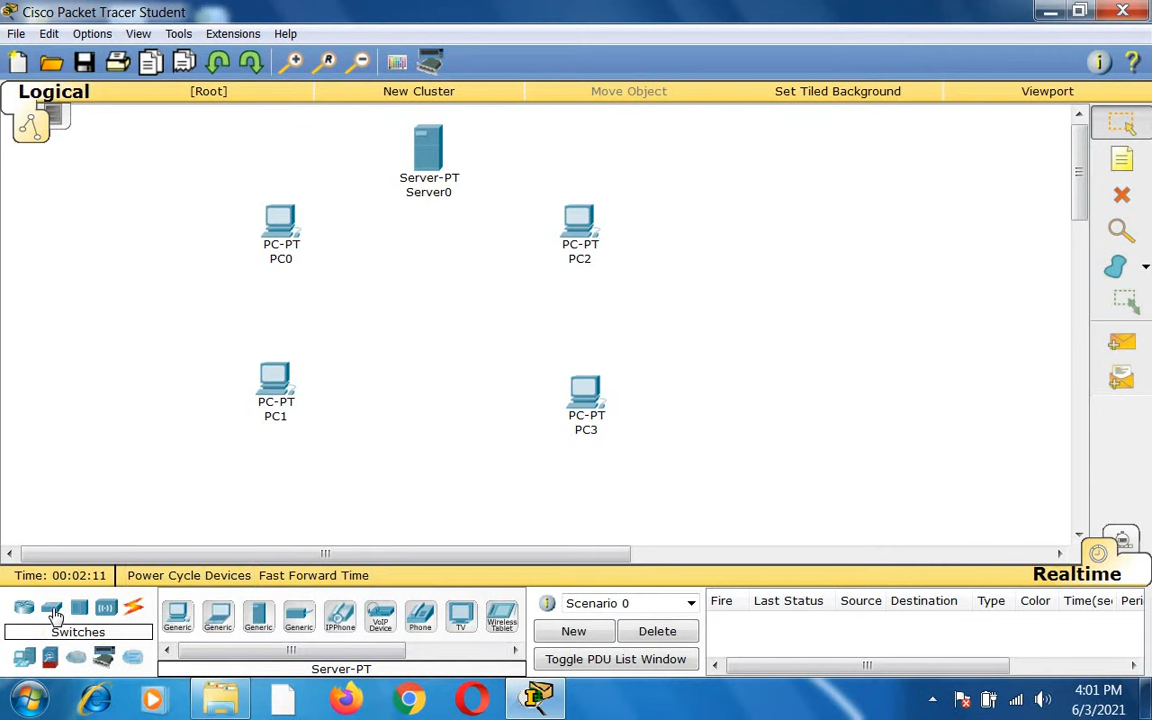 Cisco Packet Tracer Student
File Edit Options View Tools Extensions Help
Logical [Root] New Cluster Move Object Set Tiled Background Viewport
Server-PT
Server0
PC-PT
PC0
PC-PT
PC2
PC-PT
PC1
PC-PT
PC3
Time: 00:02:11 Power Cycle Devices Fast Forward Time Realtime
Switches
Generic Generic Generic Generic IPPhone VoIP Device Phone TV Wireless Tablet
Server-PT
Scenario 0
New Delete
Toggle PDU List Window
Fire Last Status Source Destination Type Color Time(sec Peri
4:01 PM
6/3/2021